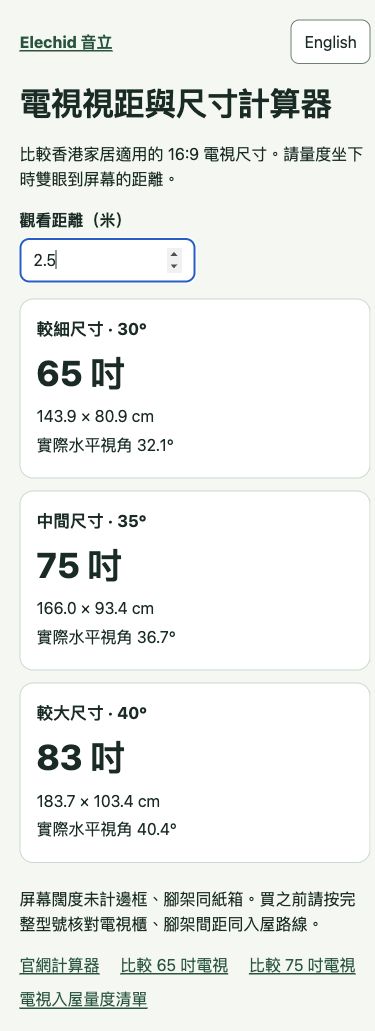 Elechid 音立
English
電視視距與尺寸計算器
比較香港家居適用的 16:9 電視尺寸。請量度坐下
時雙眼到屏幕的距離。
觀看距離（米）
2.5
較細尺寸 · 30°
65 吋
143.9 × 80.9 cm
實際水平視角 32.1°
中間尺寸 · 35°
75 吋
166.0 × 93.4 cm
實際水平視角 36.7°
較大尺寸 · 40°
83 吋
183.7 × 103.4 cm
實際水平視角 40.4°
屏幕闊度未計邊框、腳架同紙箱。買之前請按完
整型號核對電視櫃、腳架間距同入屋路線。
官網計算器 比較 65 吋電視 比較 75 吋電視
電視入屋量度清單